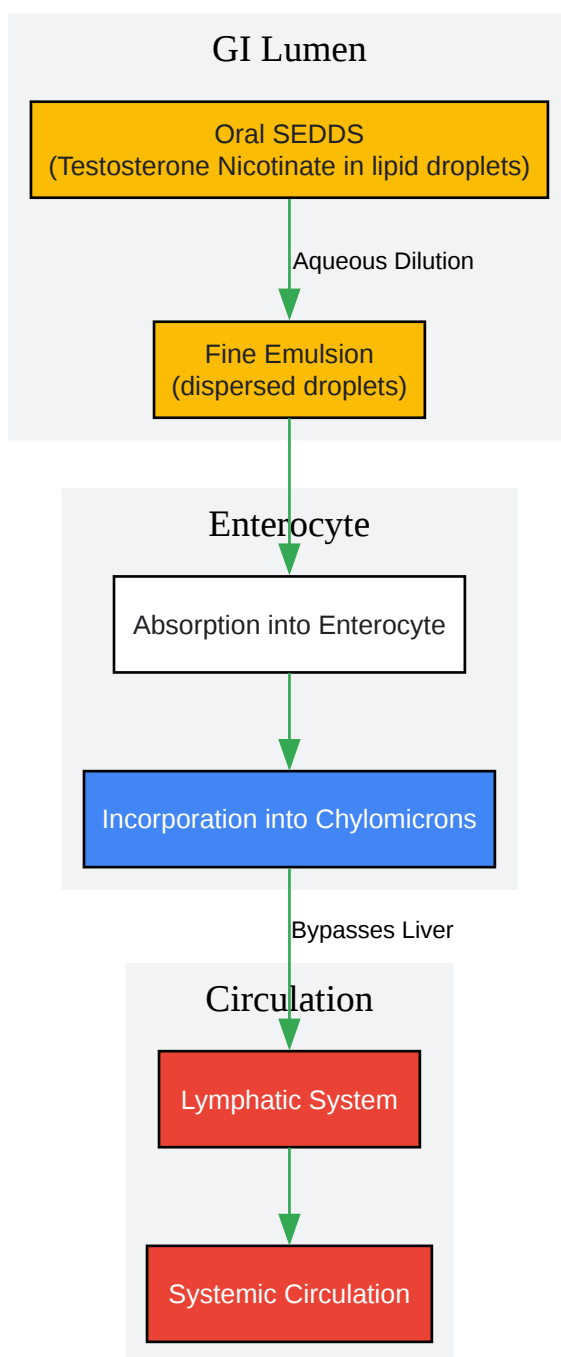 GI Lumen
Oral SEDDS
(Testosterone Nicotinate in lipid droplets)
Aqueous Dilution
Fine Emulsion
(dispersed droplets)
Enterocyte
Absorption into Enterocyte
Incorporation into Chylomicrons
Bypasses Liver
Circulation
Lymphatic System
Systemic Circulation